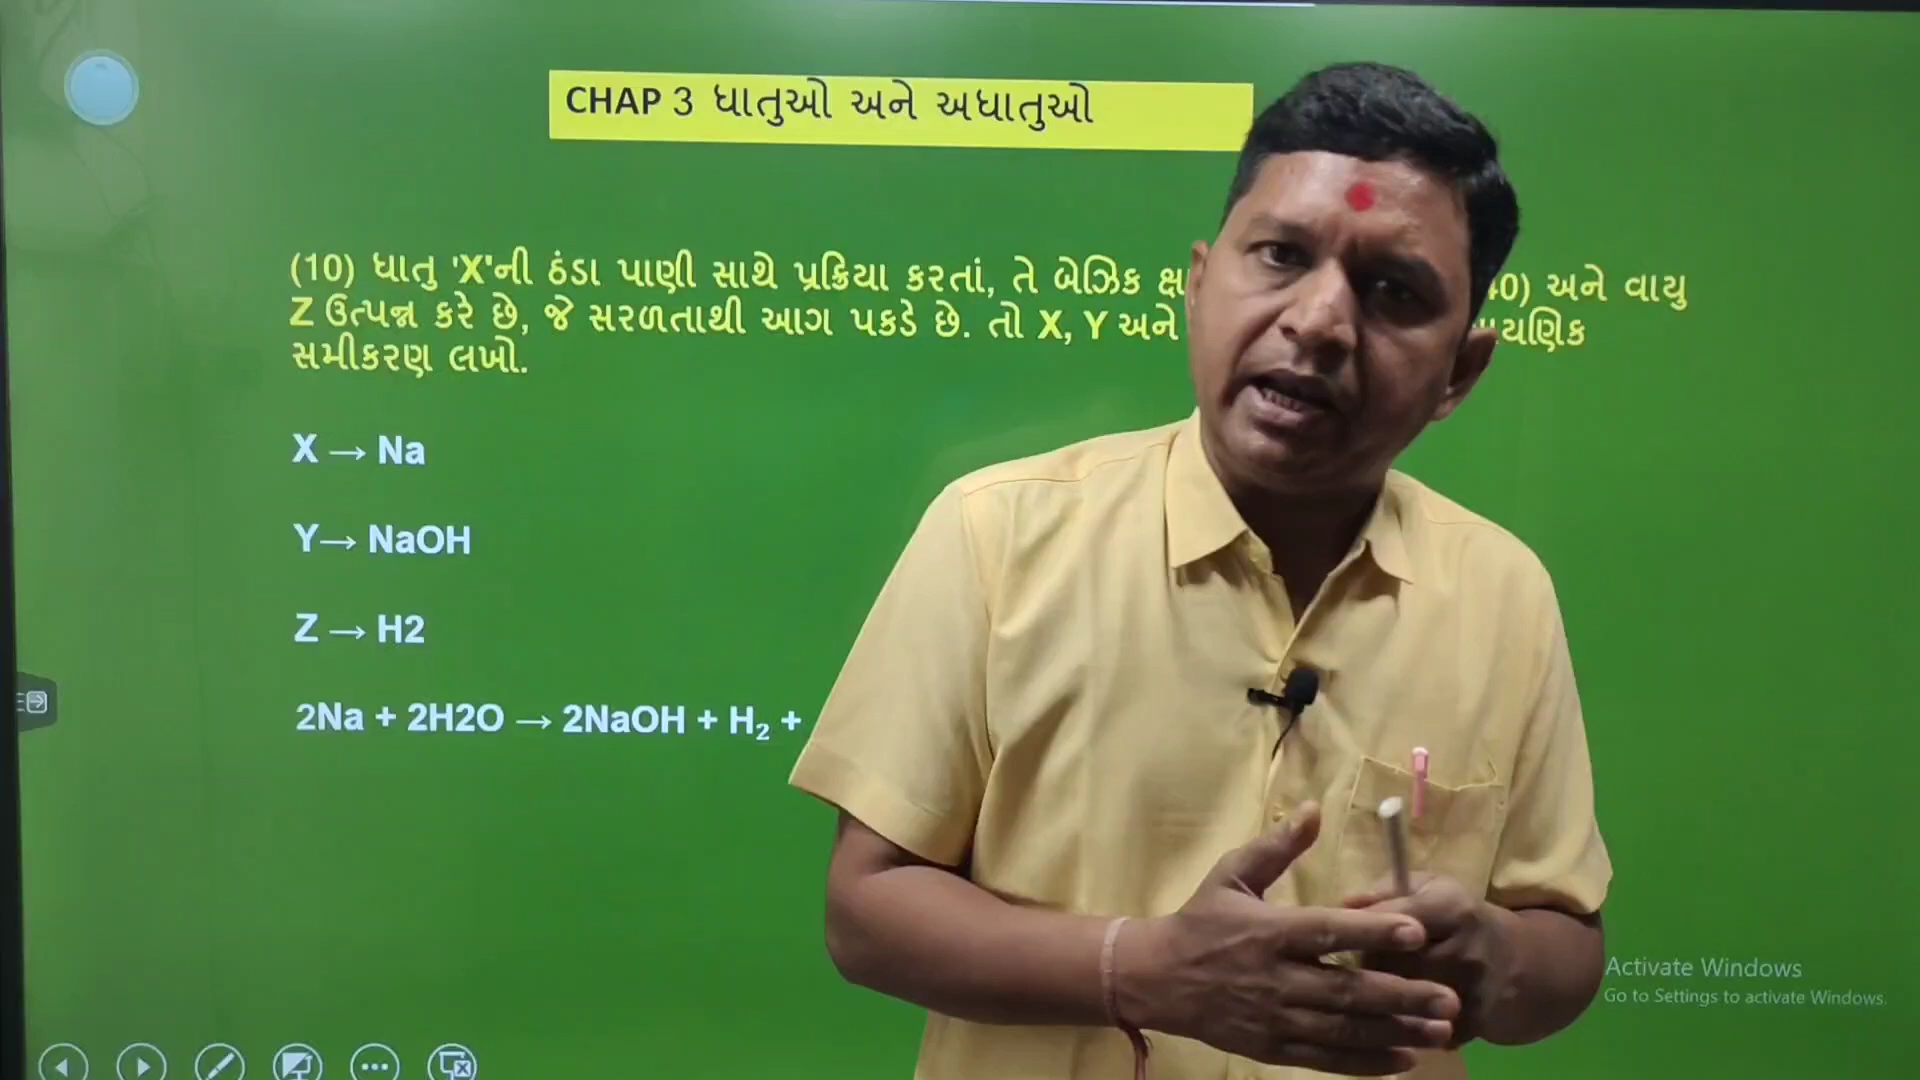 CHAP 3 ધાતુઓ અને અધાતુઓ
(10) ધાતુ 'X'ની ઠંડા પાણી સાથે પ્રક્રિયા કરતાં, તે બેઝિક અને વાયુ
Z ઉત્પન્ન કરે છે, જે સરળતાથી આગ પકડે છે. તો X, Y અને
સમીકરણ લખો.
X → Na
Y→ NaOH
Z → H2
2Na + 2H2O → 2NaOH + H₂ +
Activate Windows
Go to Settings to activate Windows.